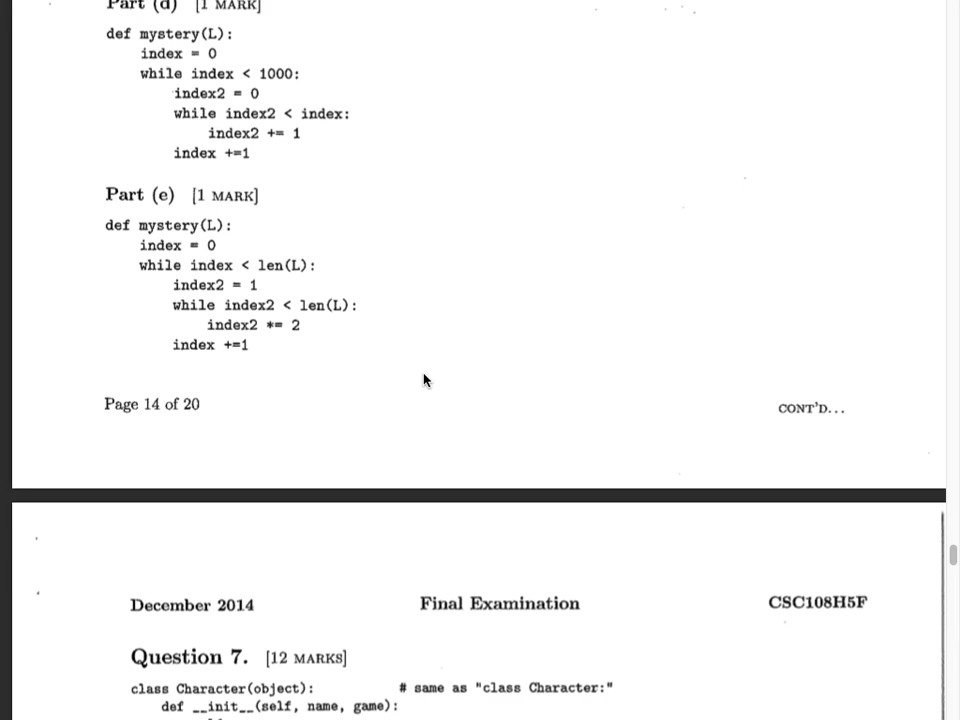 Part (d) [1 MARK]
def mystery(L):
    index = 0
    while index < 1000:
        index2 = 0
        while index2 < index:
            index2 += 1
        index +=1
Part (e) [1 MARK]
def mystery(L):
    index = 0
    while index < len(L):
        index2 = 1
        while index2 < len(L):
            index2 *= 2
        index +=1
Page 14 of 20 CONT'D...
December 2014 Final Examination CSC108H5F
Question 7. [12 MARKS]
class Character(object): # same as "class Character:"
    def __init__(self, name, game):